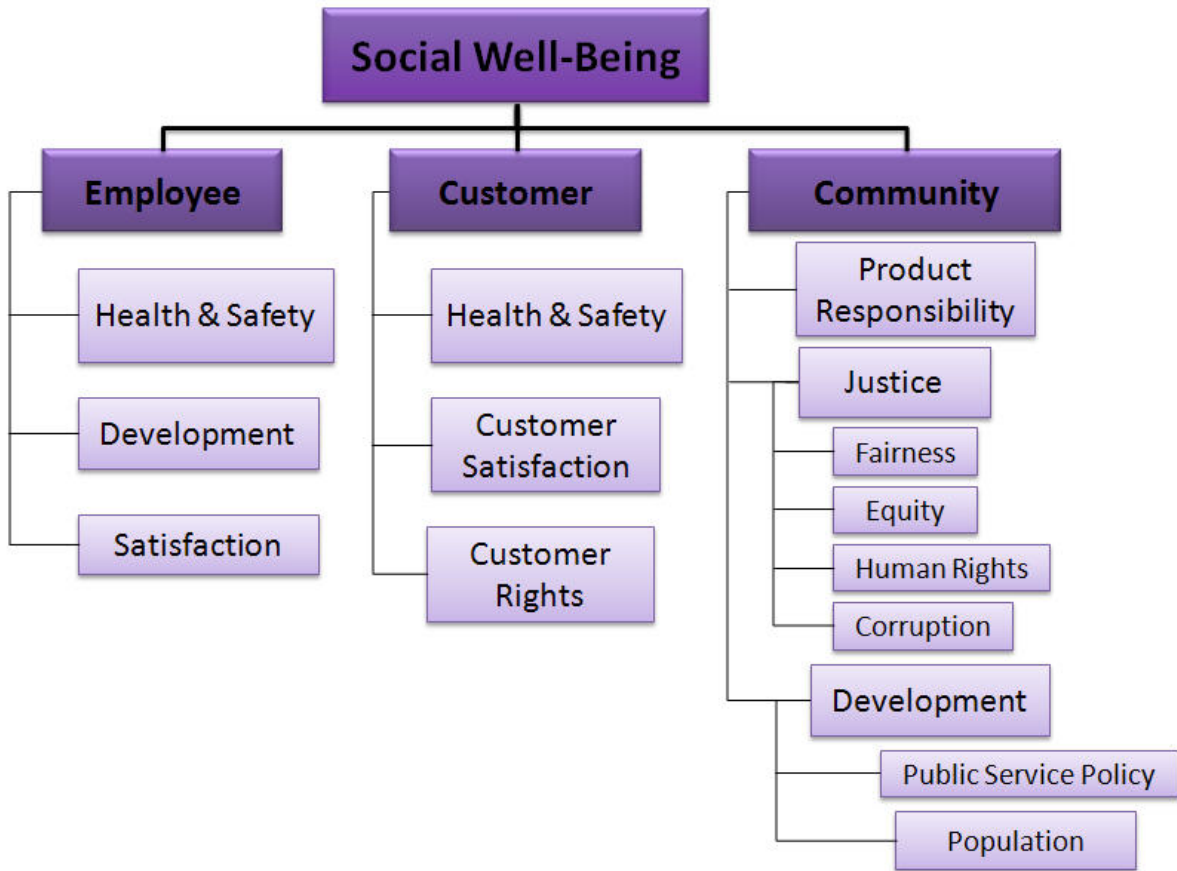 Social Well-Being
Employee
Health & Safety
Development
Satisfaction
Customer
Health & Safety
Customer
Satisfaction
Customer
Rights
Community
Product
Responsibility
Justice
Fairness
Equity
Human Rights
Corruption
Development
Public Service Policy
Population